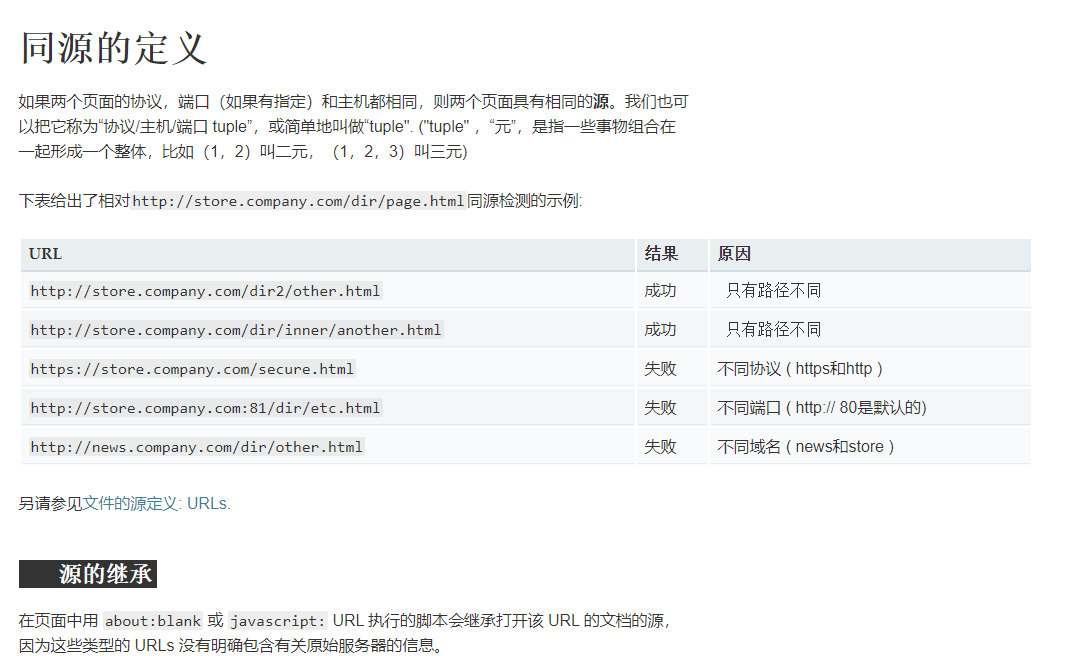 同源的定义
如果两个页面的协议，端口（如果有指定）和主机都相同，则两个页面具有相同的源。我们也可
以把它称为“协议/主机/端口 tuple”，或简单地叫做“tuple". ("tuple" ，“元”，是指一些事物组合在
一起形成一个整体，比如（1，2）叫二元，（1，2，3）叫三元)
下表给出了相对http://store.company.com/dir/page.html同源检测的示例:
URL 结果 原因
http://store.company.com/dir2/other.html 成功 只有路径不同
http://store.company.com/dir/inner/another.html 成功 只有路径不同
https://store.company.com/secure.html 失败 不同协议 ( https和http )
http://store.company.com:81/dir/etc.html 失败 不同端口 ( http:// 80是默认的)
http://news.company.com/dir/other.html 失败 不同域名 ( news和store )
另请参见文件的源定义: URLs.
源的继承
在页面中用 about:blank 或 javascript: URL 执行的脚本会继承打开该 URL 的文档的源，
因为这些类型的 URLs 没有明确包含有关原始服务器的信息。